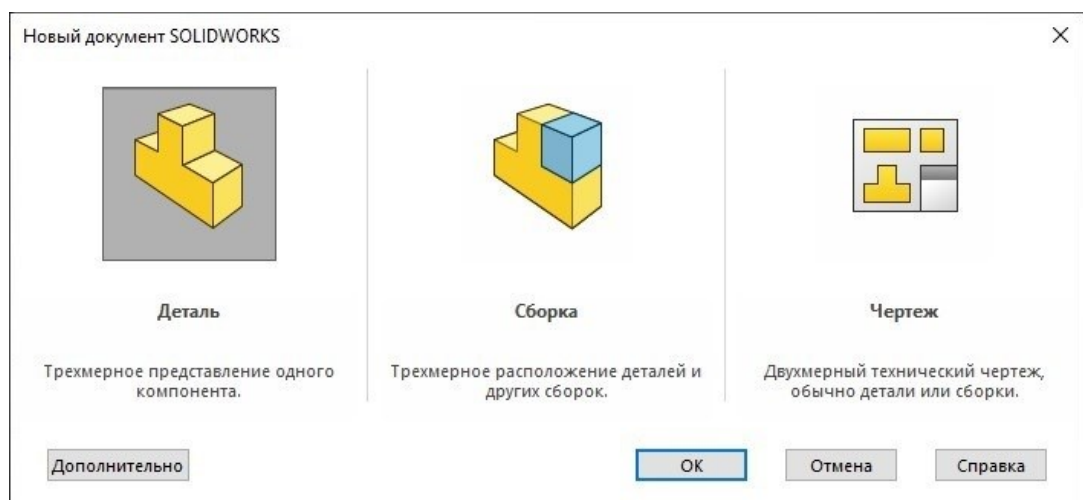 Новый документ SOLIDWORKS
Деталь
Трехмерное представление одного
компонента.
Сборка
Трехмерное расположение деталей и
других сборок.
Чертеж
Двухмерный технический чертеж,
обычно детали или сборки.
Дополнительно
ОК
Отмена
Справка